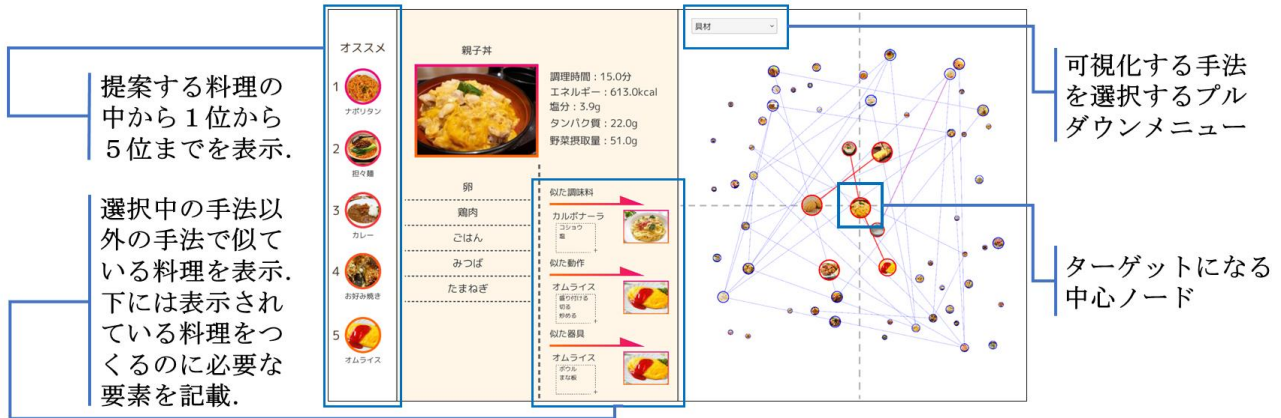 提案する料理の
中から１位から
５位までを表示.
選択中の手法以
外の手法で似て
いる料理を表示.
下には表示され
ている料理をつ
くるのに必要な
要素を記載.
オススメ
1
ナポリタン
2
担々麺
3
カレー
4
お好み焼き
5
オムライス
親子丼
調理時間：15.0分
エネルギー：613.0kcal
塩分：3.9g
タンパク質：22.0g
野菜摂取量：51.0g
卵
鶏肉
ごはん
みつば
たまねぎ
似た調味料
カルボナーラ
コショウ
塩
+
似た動作
オムライス
盛り付ける
切る
炒める
+
似た器具
オムライス
ボウル
まな板
+
具材
可視化する手法
を選択するプル
ダウンメニュー
ターゲットになる
中心ノード